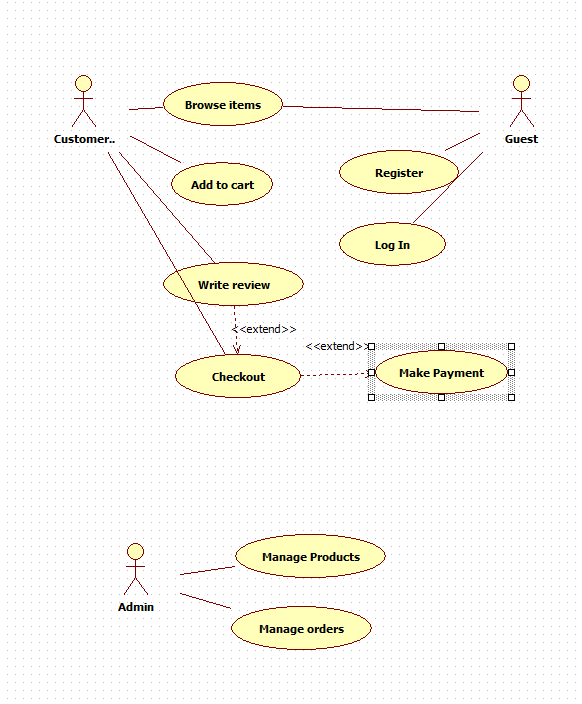 Browse items
Customer..
Guest
Register
Add to cart
Log In
Write review
<<extend>>
<<extend>>
Make Payment
Checkout
Manage Products
Admin
Manage orders